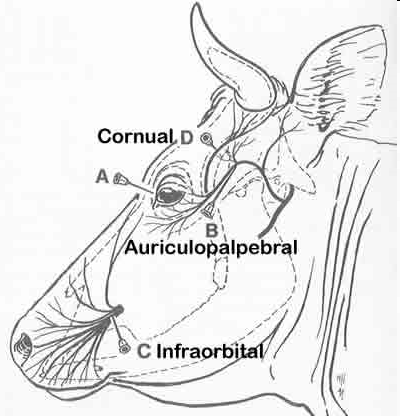 Cornual D
A
B
Auriculopalpebral
C Infraorbital